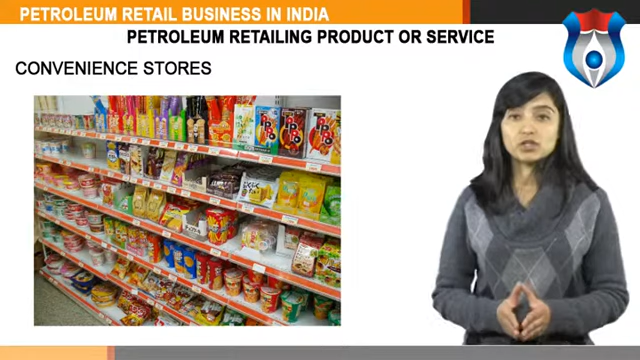 PETROLEUM RETAIL BUSINESS IN INDIA
PETROLEUM RETAILING PRODUCT OR SERVICE
CONVENIENCE STORES